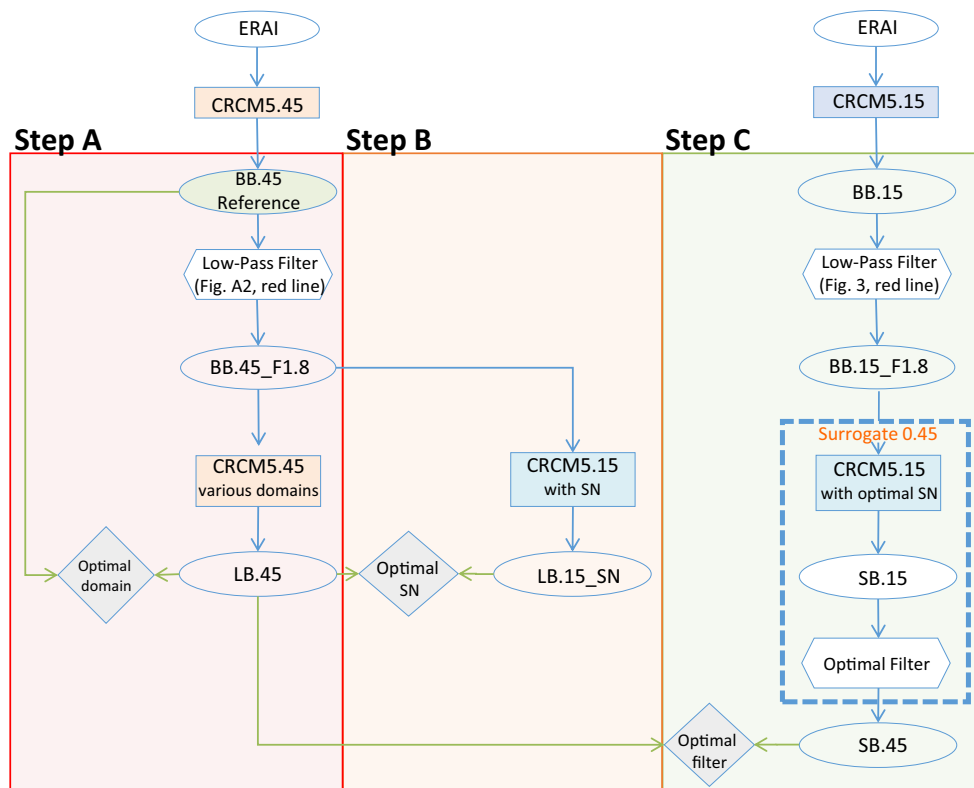 ERAI
CRCM5.45
Step A
BB.45
Reference
Low-Pass Filter
(Fig. A2, red line)
BB.45_F1.8
CRCM5.45
various domains
Optimal
domain
LB.45
Step B
CRCM5.15
with SN
Optimal
SN
LB.15_SN
ERAI
CRCM5.15
Step C
BB.15
Low-Pass Filter
(Fig. 3, red line)
BB.15_F1.8
Surrogate 0.45
CRCM5.15
with optimal SN
SB.15
Optimal Filter
Optimal
filter
SB.45